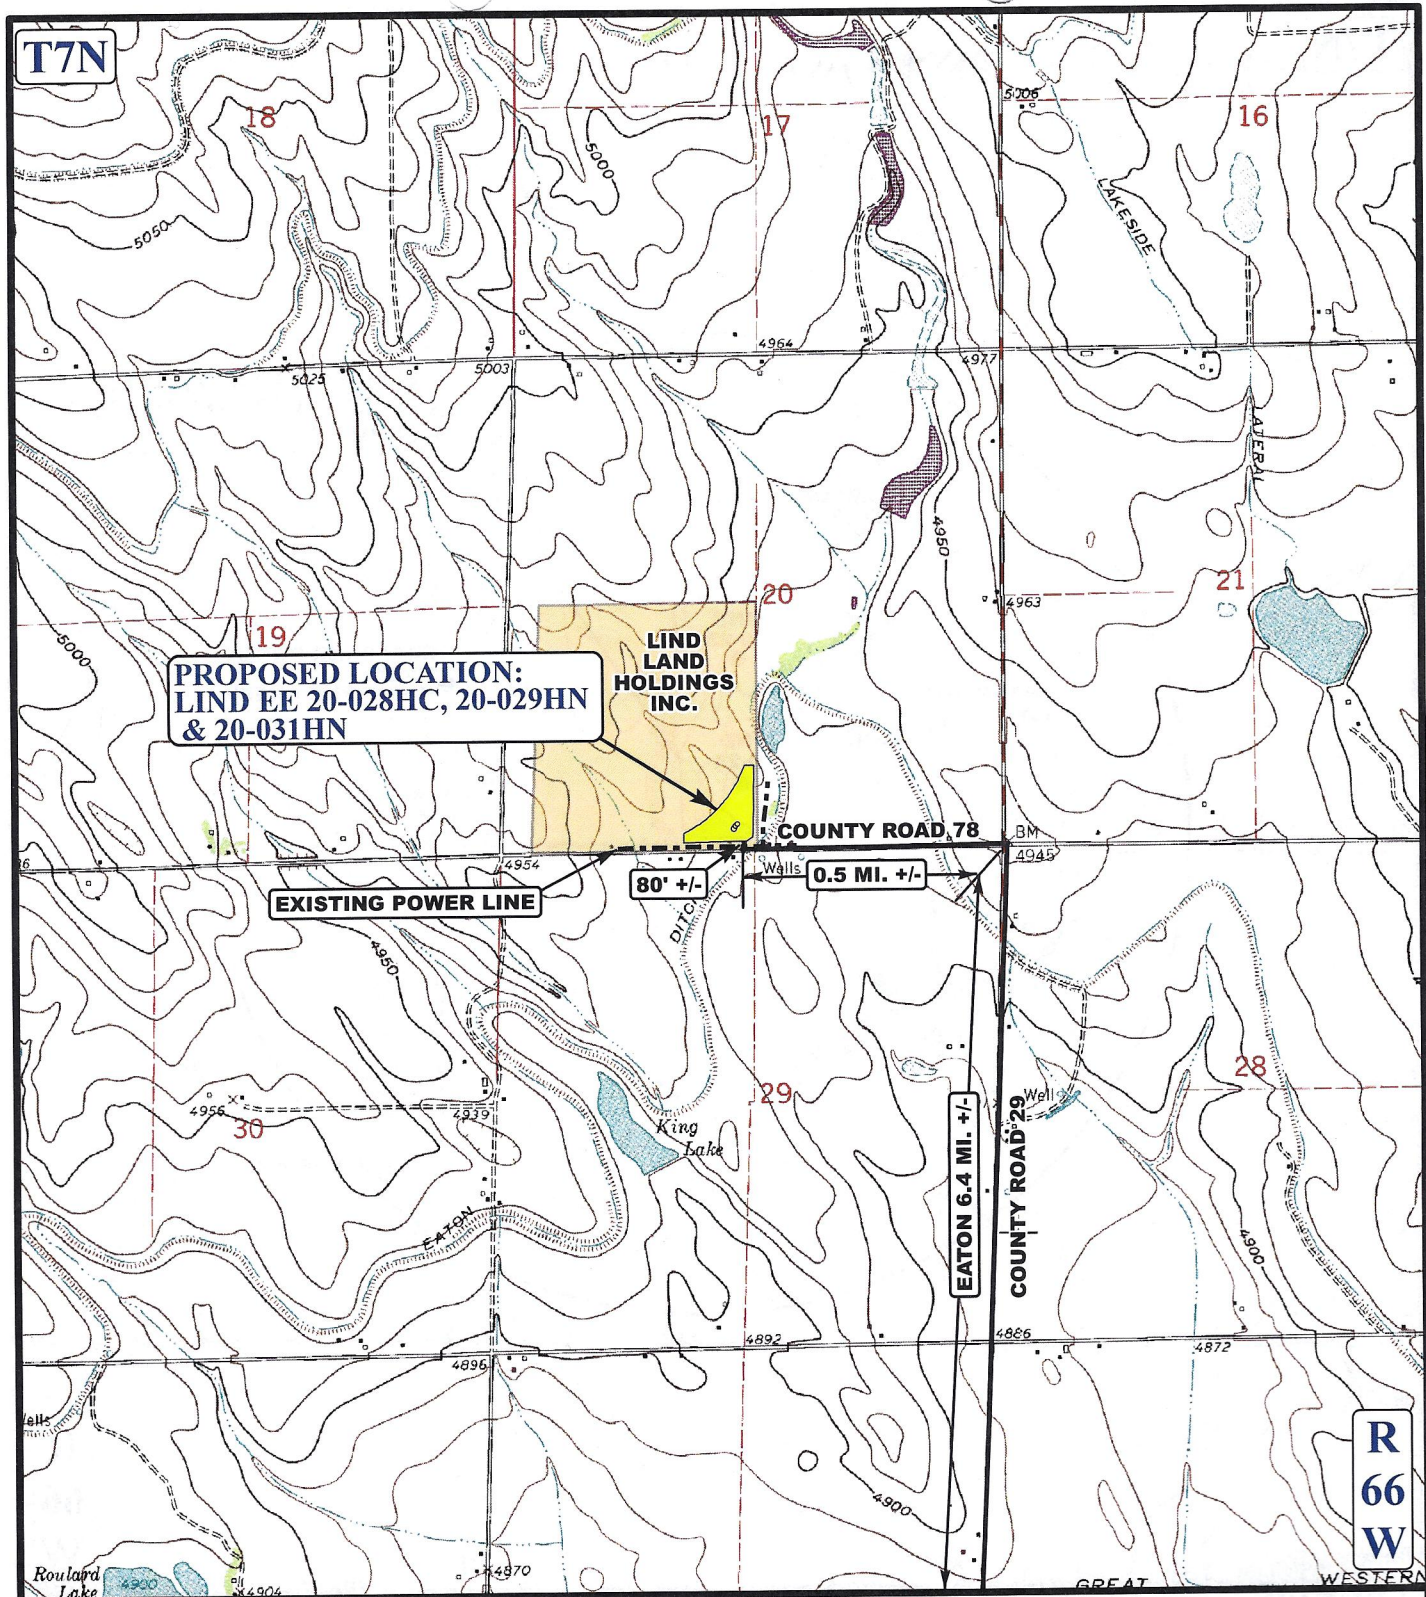 T7N
18
17
16
5006
5000
LAKESIDE
5050
4964
4977
5025
5003
LATERAL
4950
20
21
4963
19
5000
LIND
LAND
HOLDINGS
INC.
PROPOSED LOCATION:
LIND EE 20-028HC, 20-029HN
& 20-031HN
COUNTY ROAD 78
BM
4945
4954
Wells
80' +/-
0.5 MI. +/-
EXISTING POWER LINE
DITCH
4950
28
29
Well
4956
4939
30
King
Lake
EATON 6.4 MI. +/-
COUNTY ROAD 29
EATON
4900
4892
4886
4872
4896
Wells
R
66
W
4900
Roulard
Lake
4900
4904
4870
GREAT
WESTERN